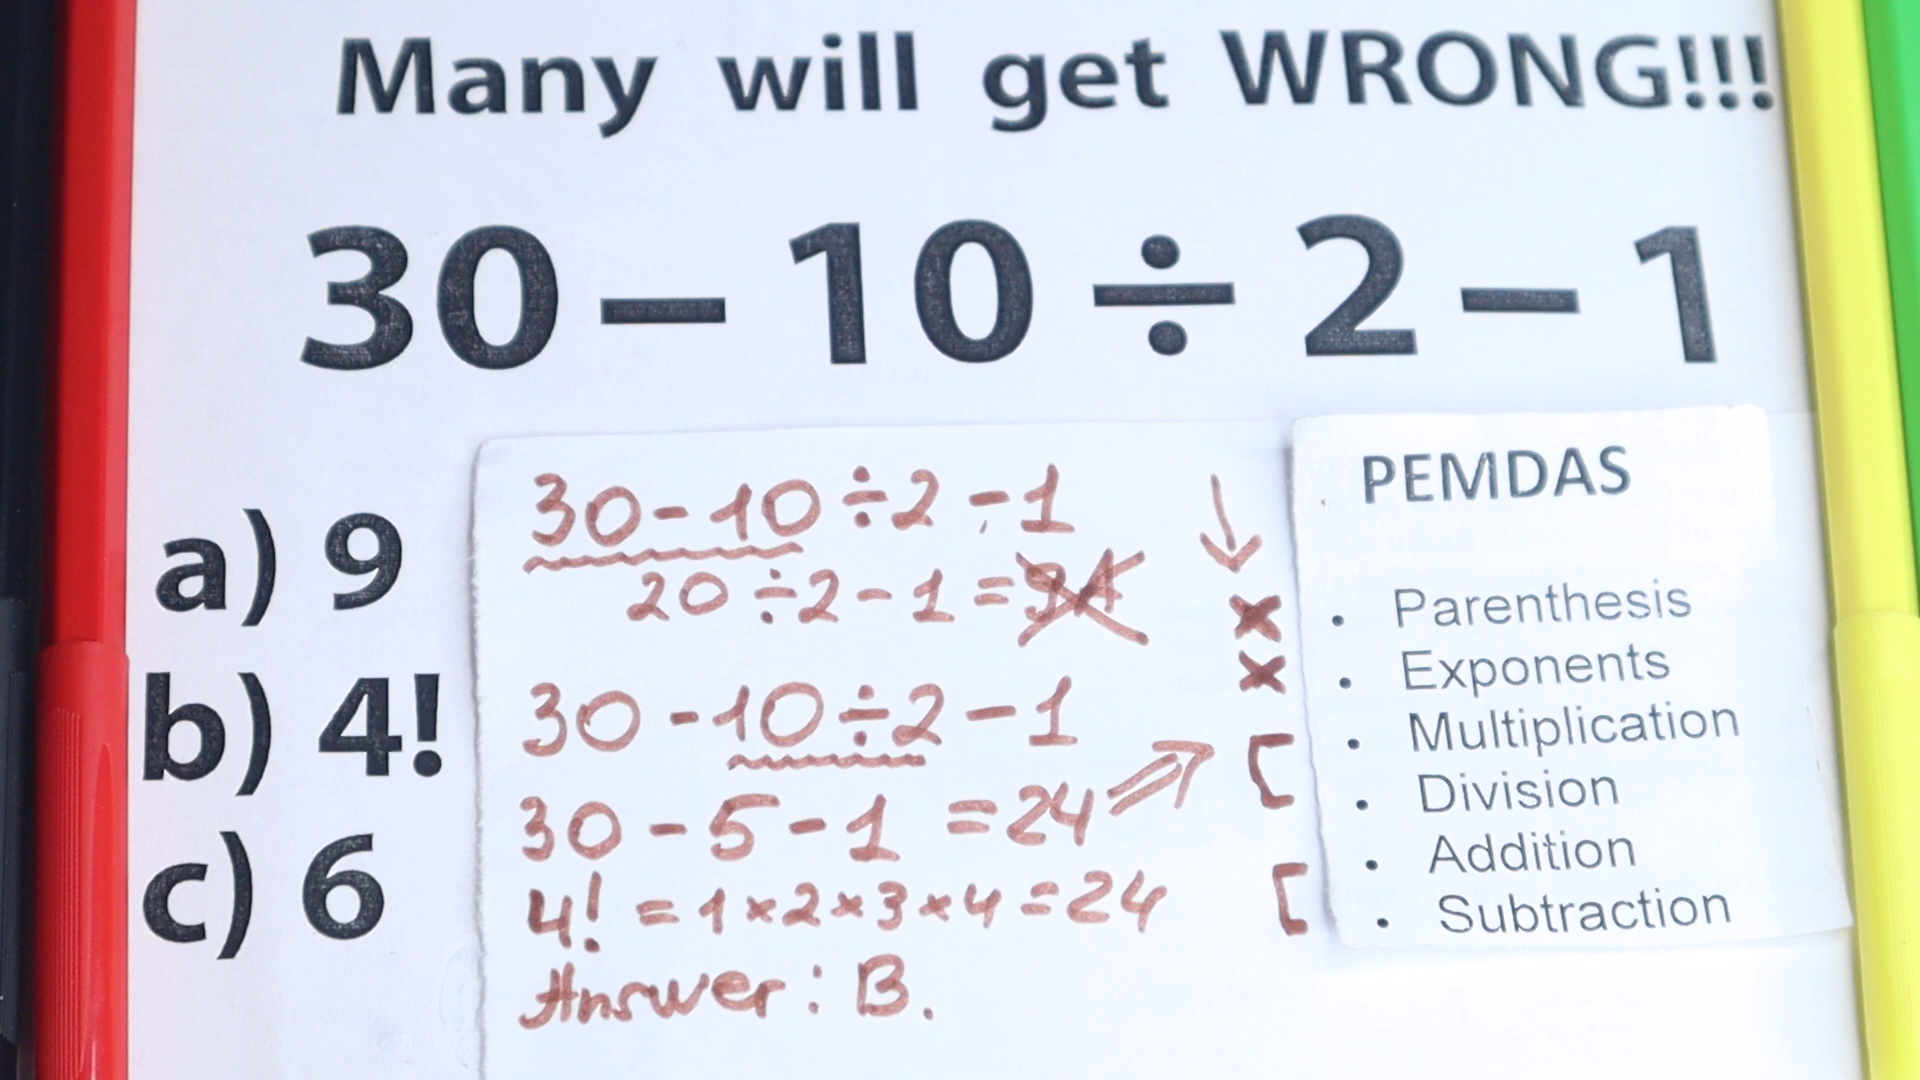 Many will get WRONG!!!
30 – 10 ÷ 2 – 1
a) 9
b) 4!
c) 6
30 - 10 ÷ 2 - 1
20 ÷ 2 - 1 =
30 - 10 ÷ 2 - 1
30 - 5 - 1 = 24
4! = 1 × 2 × 3 × 4 = 24
Answer : B.
PEMDAS
• Parenthesis
• Exponents
• Multiplication
• Division
• Addition
• Subtraction